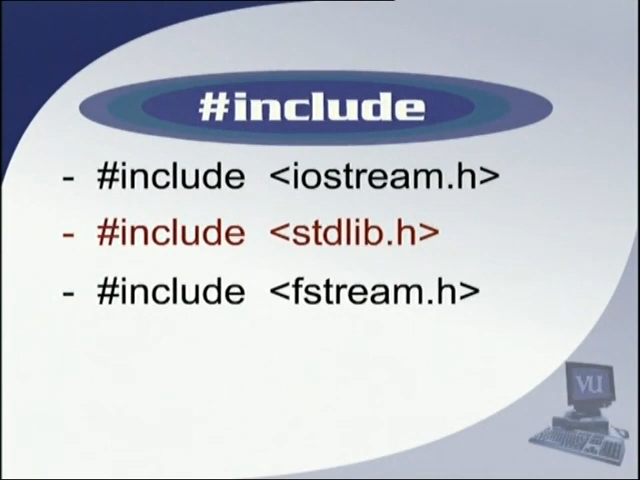 #include
- #include <iostream.h>
- #include <stdlib.h>
- #include <fstream.h>
VU